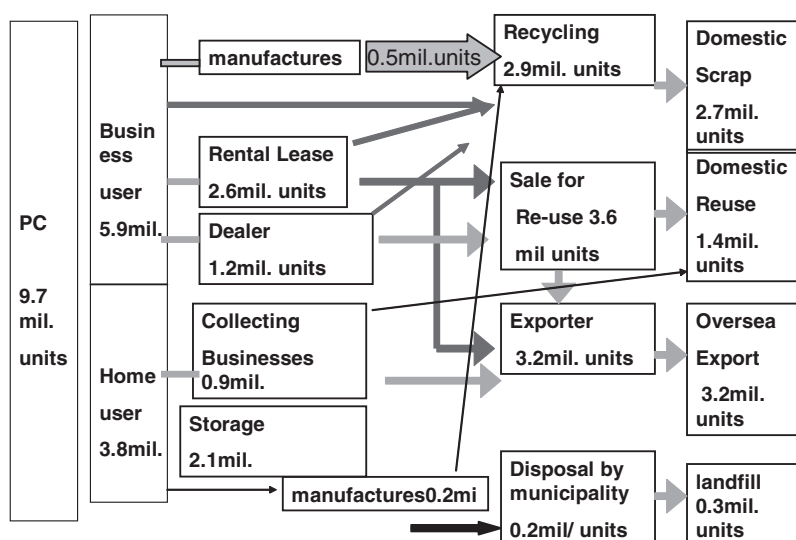 PC
9.7
mil.
units
Busin
ess
user
5.9mil.
Home
user
3.8mil.
manufactures
0.5mil.units
Rental Lease
2.6mil. units
Dealer
1.2mil. units
Collecting
Businesses
0.9mil.
Storage
2.1mil.
manufactures0.2mi
Recycling
2.9mil. units
Sale for
Re-use 3.6
mil units
Exporter
3.2mil. units
Disposal by
municipality
0.2mil/ units
Domestic
Scrap
2.7mil.
units
Domestic
Reuse
1.4mil.
units
Oversea
Export
3.2mil.
units
landfill
0.3mil.
units